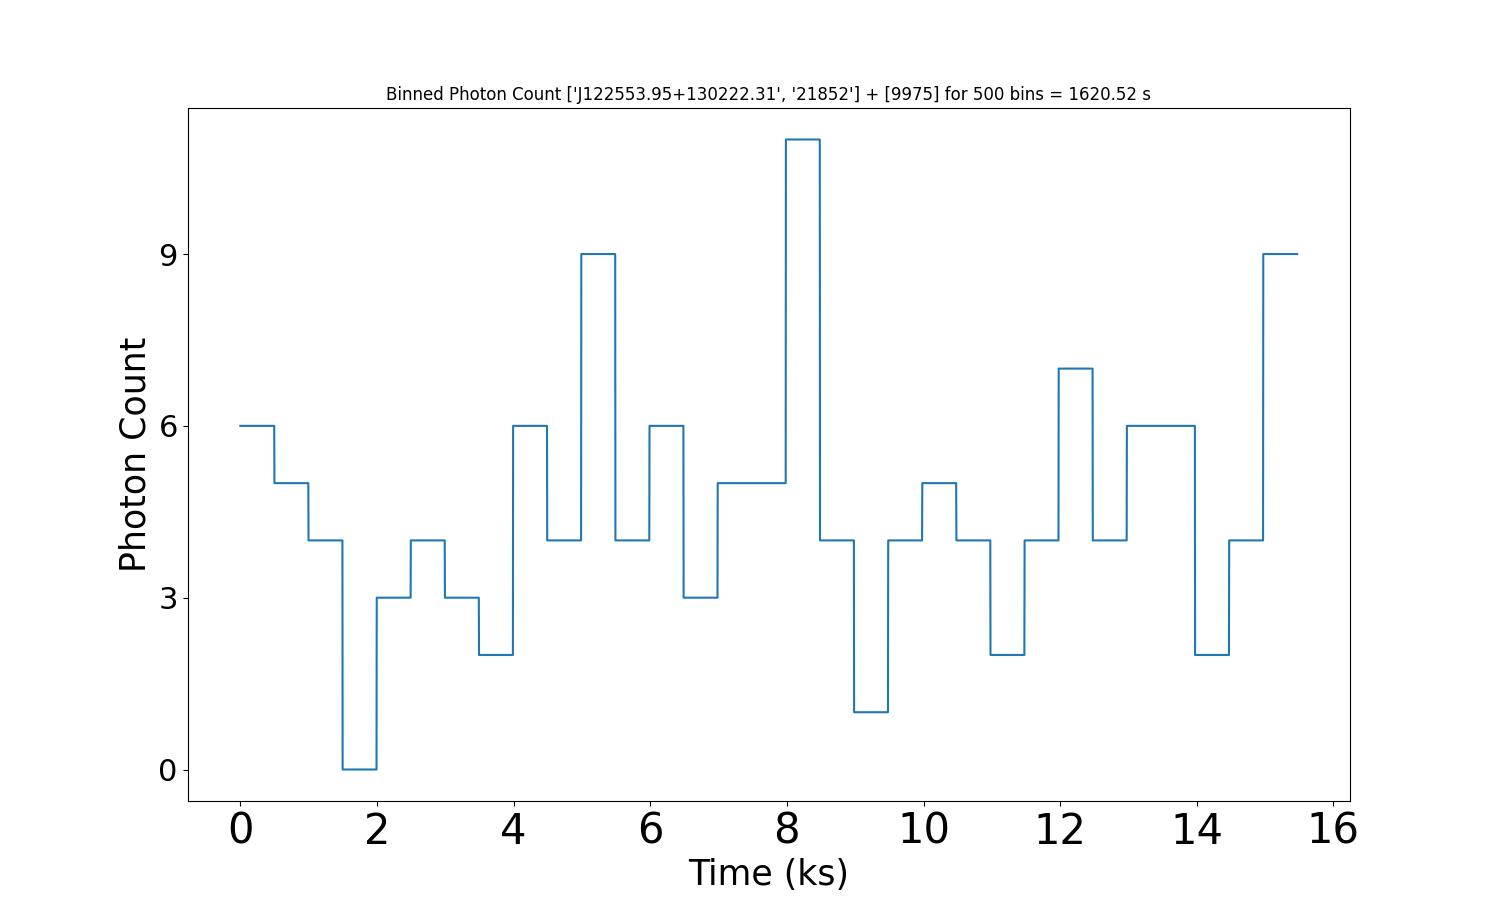 Binned Photon Count ['J122553.95+130222.31', '21852'] + [9975] for 500 bins = 1620.52 s
Photon Count
9
6
3
0
0 2 4 6 8 10 12 14 16
Time (ks)